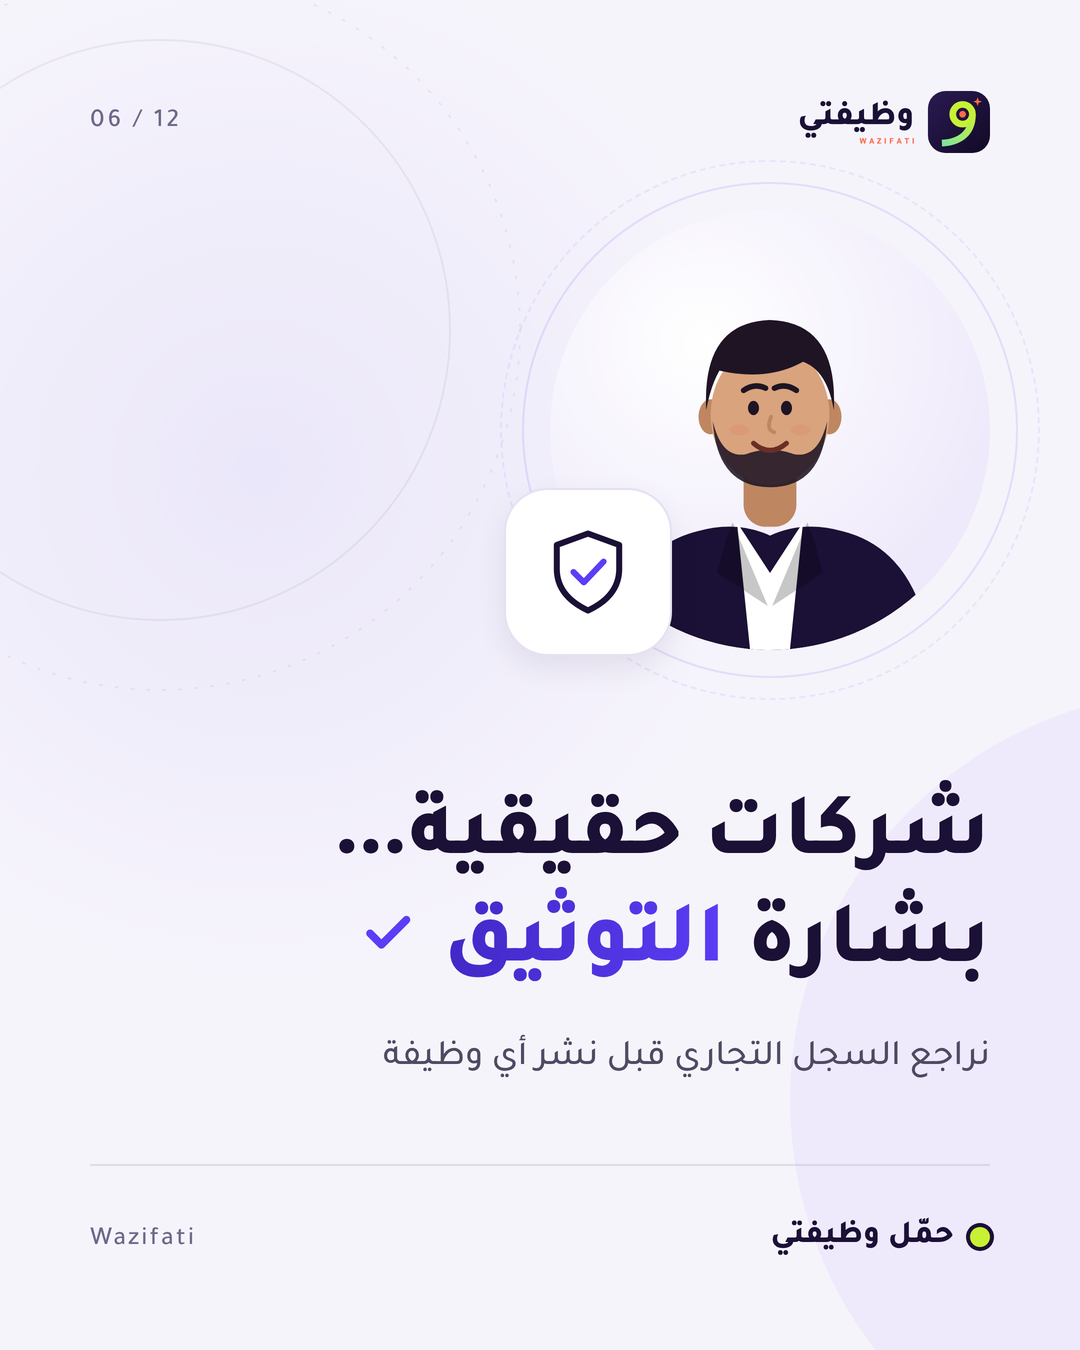 06 / 12
وظيفتي
WAZIFATI
شركات حقيقية...
بشارة التوثيق ✓
نراجع السجل التجاري قبل نشر أي وظيفة
حمّل وظيفتي
Wazifati